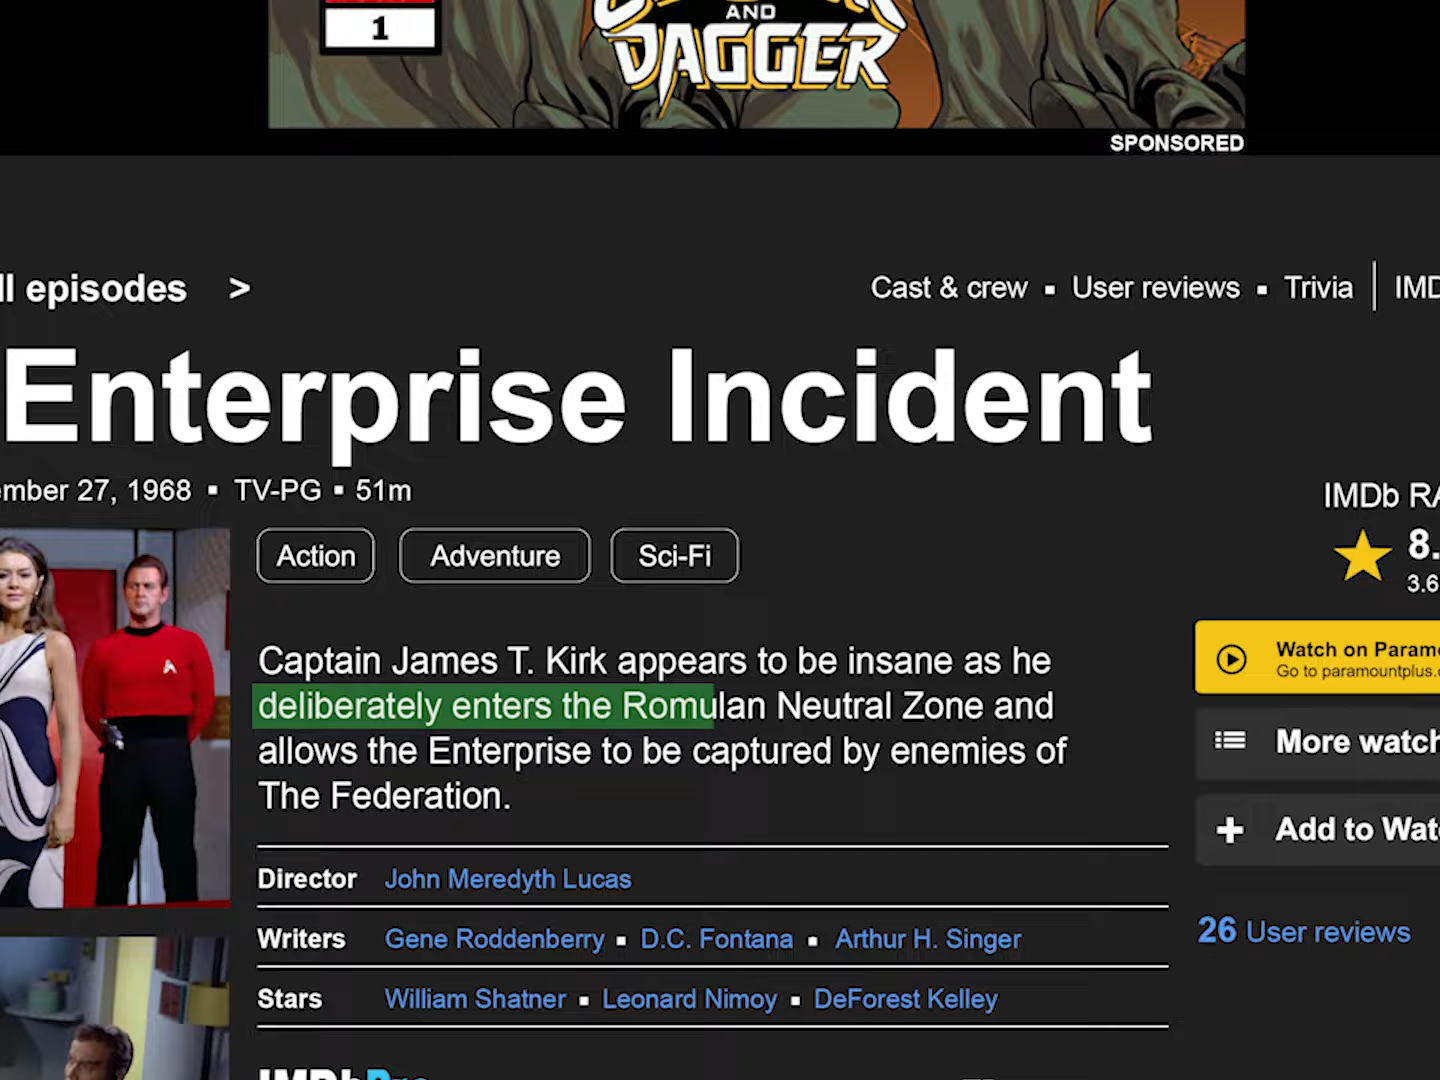 1
AND
DAGGER
SPONSORED
ll episodes >
Cast & crew ▪ User reviews ▪ Trivia | IMD
Enterprise Incident
ember 27, 1968 ▪ TV-PG ▪ 51m
IMDb RA
8.
3.6
Action
Adventure
Sci-Fi
Captain James T. Kirk appears to be insane as he
deliberately enters the Romulan Neutral Zone and
allows the Enterprise to be captured by enemies of
The Federation.
Watch on Paramo
Go to paramountplus.c
More watch
+ Add to Wat
Director John Meredyth Lucas
Writers Gene Roddenberry ▪ D.C. Fontana ▪ Arthur H. Singer
26 User reviews
Stars William Shatner ▪ Leonard Nimoy ▪ DeForest Kelley
IMDbPro